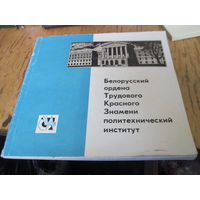 Белорусский
ордена
Трудового
Красного
Знамени
политехнический
институт